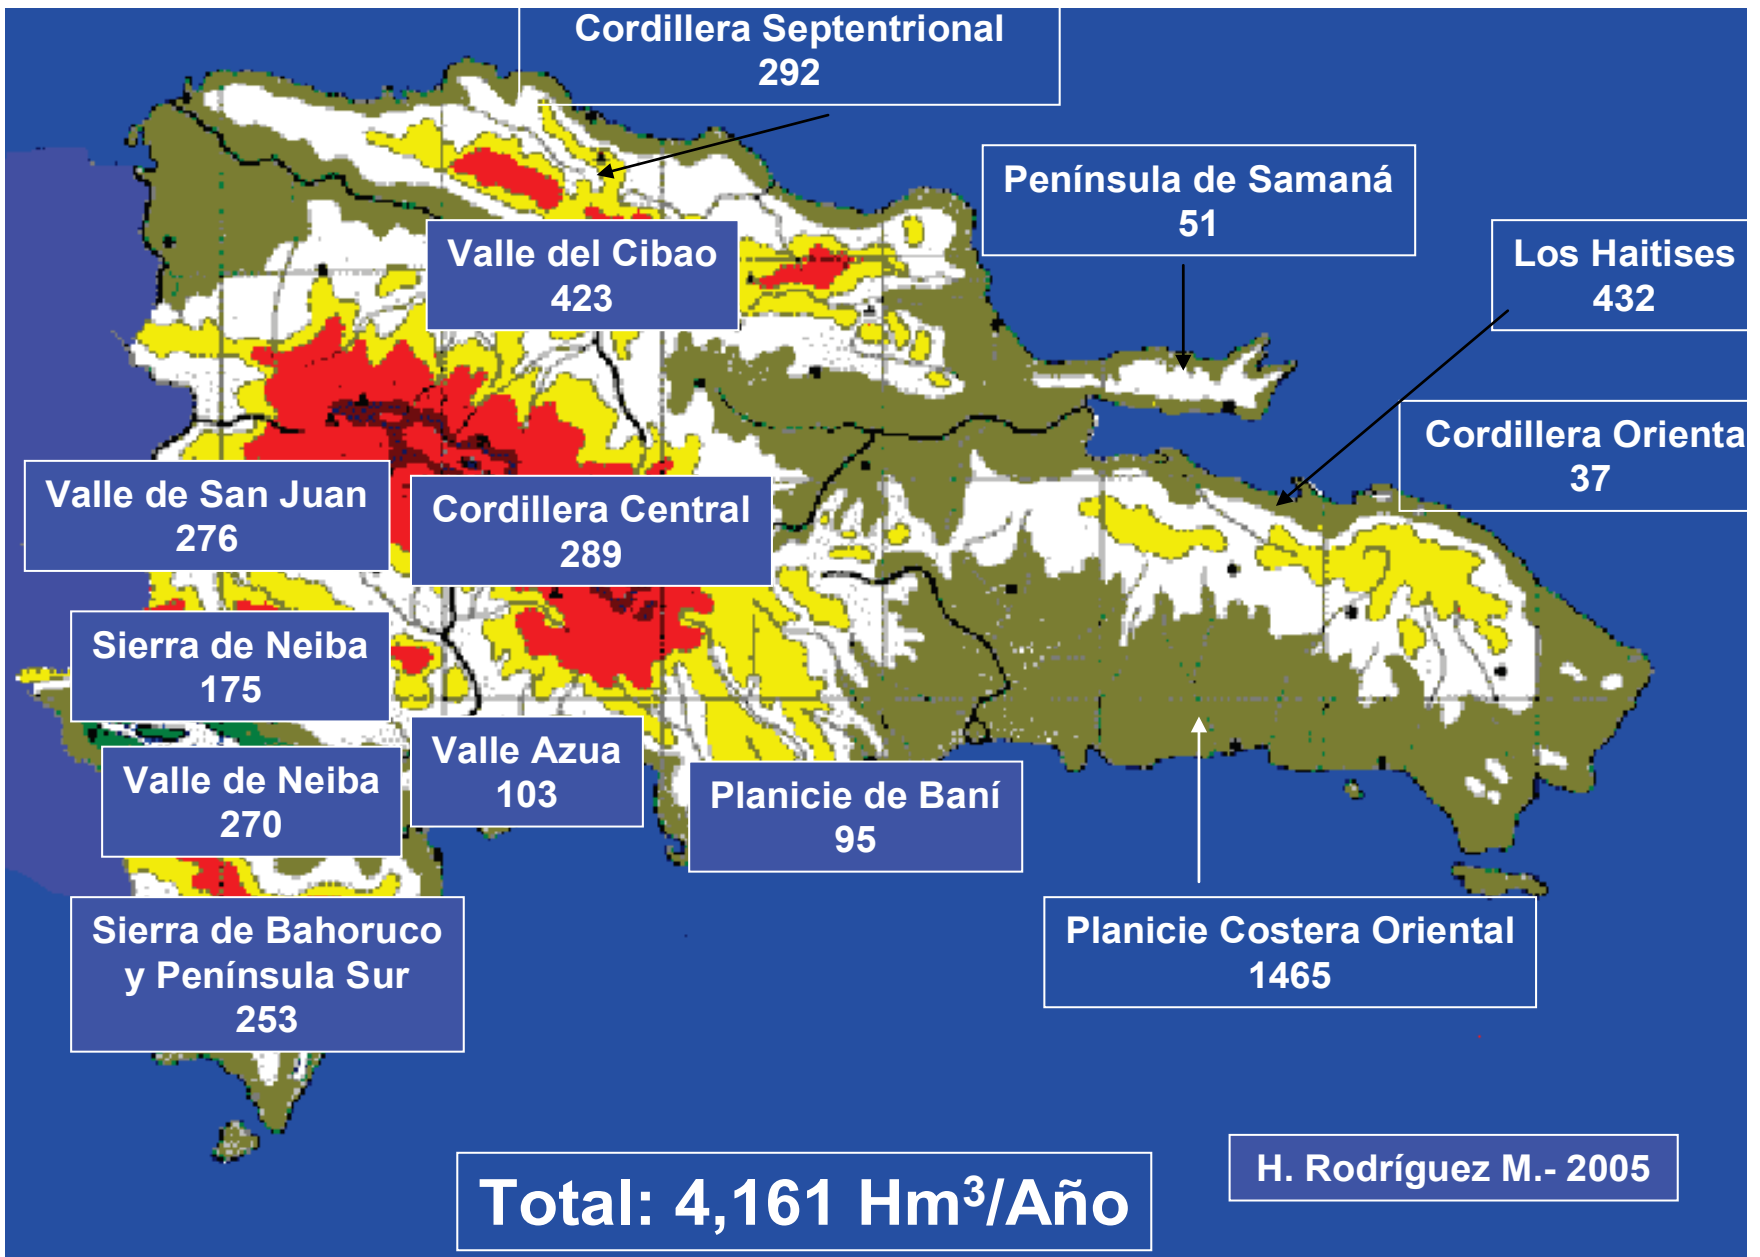 Cordillera Septentrional
292
Península de Samaná
51
Los Haitises
432
Valle del Cibao
423
Cordillera Orienta
37
Valle de San Juan
276
Cordillera Central
289
Sierra de Neiba
175
Valle Azua
103
Valle de Neiba
270
Planicie de Baní
95
Sierra de Bahoruco
y Península Sur
253
Planicie Costera Oriental
1465
H. Rodríguez M.- 2005
Total: 4,161 Hm³/Año